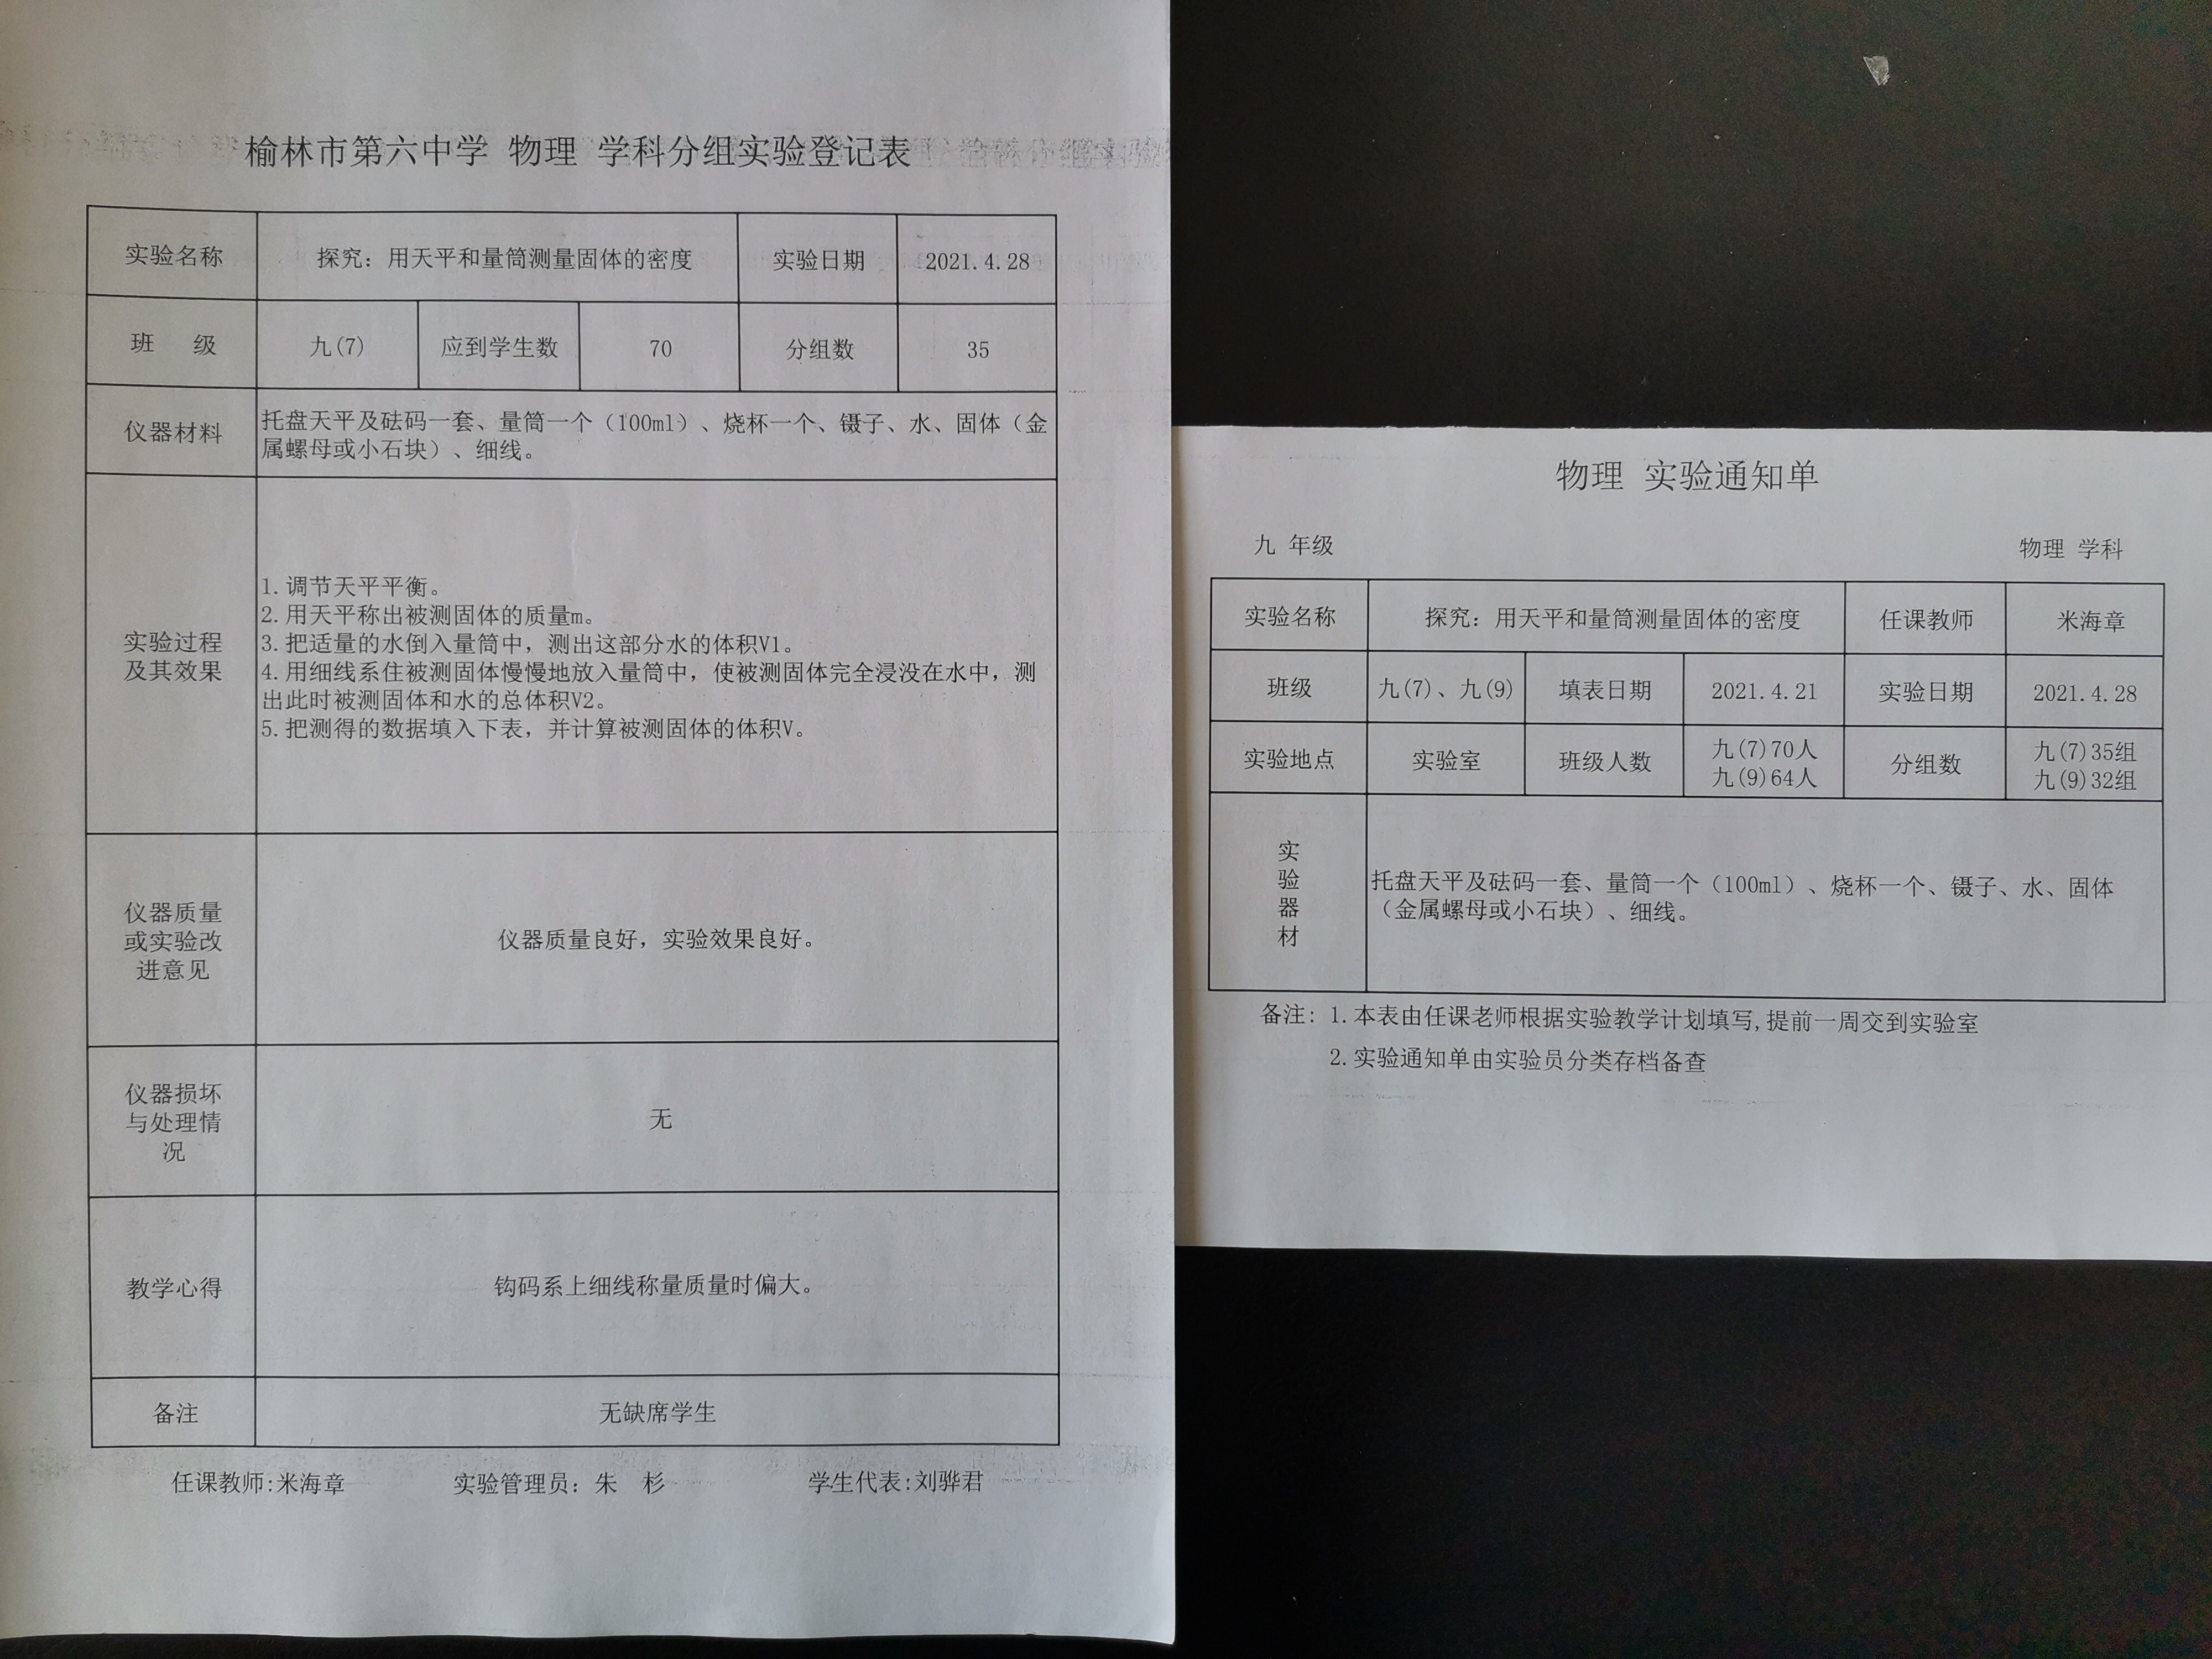 榆林市第六中学 物理 学科分组实验登记表
实验名称
探究：用天平和量筒测量固体的密度
实验日期
2021.4.28
班 级
九(7)
应到学生数
70
分组数
35
仪器材料
托盘天平及砝码一套、量筒一个（100ml）、烧杯一个、镊子、水、固体（金
属螺母或小石块）、细线。
实验过程
及其效果
1.调节天平平衡。
2.用天平称出被测固体的质量m。
3.把适量的水倒入量筒中，测出这部分水的体积V1。
4.用细线系住被测固体慢慢地放入量筒中，使被测固体完全浸没在水中，测
出此时被测固体和水的总体积V2。
5.把测得的数据填入下表，并计算被测固体的体积V。
仪器质量
或实验改
进意见
仪器质量良好，实验效果良好。
仪器损坏
与处理情
况
无
教学心得
钩码系上细线称量质量时偏大。
备注
无缺席学生
任课教师:米海章 实验管理员：朱 杉 学生代表:刘骅君
物理 实验通知单
九 年级 物理 学科
实验名称
探究：用天平和量筒测量固体的密度
任课教师
米海章
班级
九(7)、九(9)
填表日期
2021.4.21
实验日期
2021.4.28
实验地点
实验室
班级人数
九(7)70人
九(9)64人
分组数
九(7)35组
九(9)32组
实
验
器
材
托盘天平及砝码一套、量筒一个（100ml）、烧杯一个、镊子、水、固体
（金属螺母或小石块）、细线。
备注：1.本表由任课老师根据实验教学计划填写,提前一周交到实验室
2.实验通知单由实验员分类存档备查